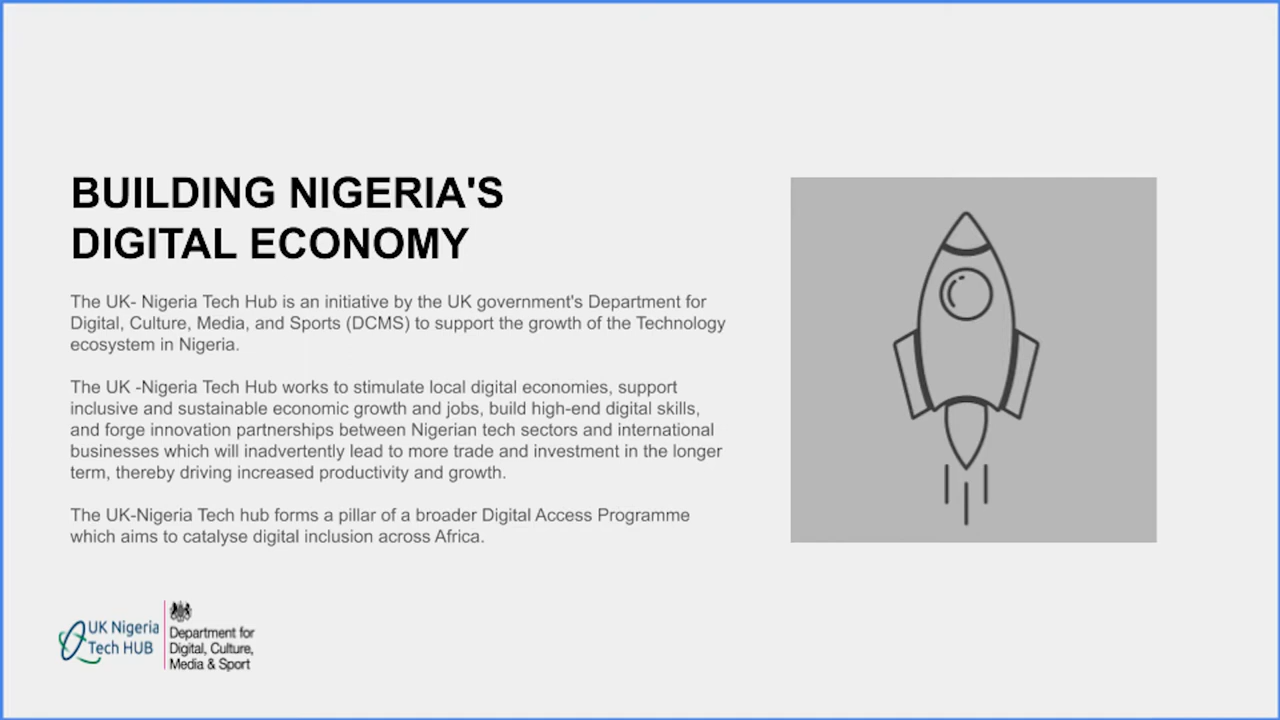 BUILDING NIGERIA'S
DIGITAL ECONOMY
The UK- Nigeria Tech Hub is an initiative by the UK government's Department for
Digital, Culture, Media, and Sports (DCMS) to support the growth of the Technology
ecosystem in Nigeria.
The UK -Nigeria Tech Hub works to stimulate local digital economies, support
inclusive and sustainable economic growth and jobs, build high-end digital skills,
and forge innovation partnerships between Nigerian tech sectors and international
businesses which will inadvertently lead to more trade and investment in the longer
term, thereby driving increased productivity and growth.
The UK-Nigeria Tech hub forms a pillar of a broader Digital Access Programme
which aims to catalyse digital inclusion across Africa.
UK Nigeria
Tech HUB
Department for
Digital, Culture,
Media & Sport